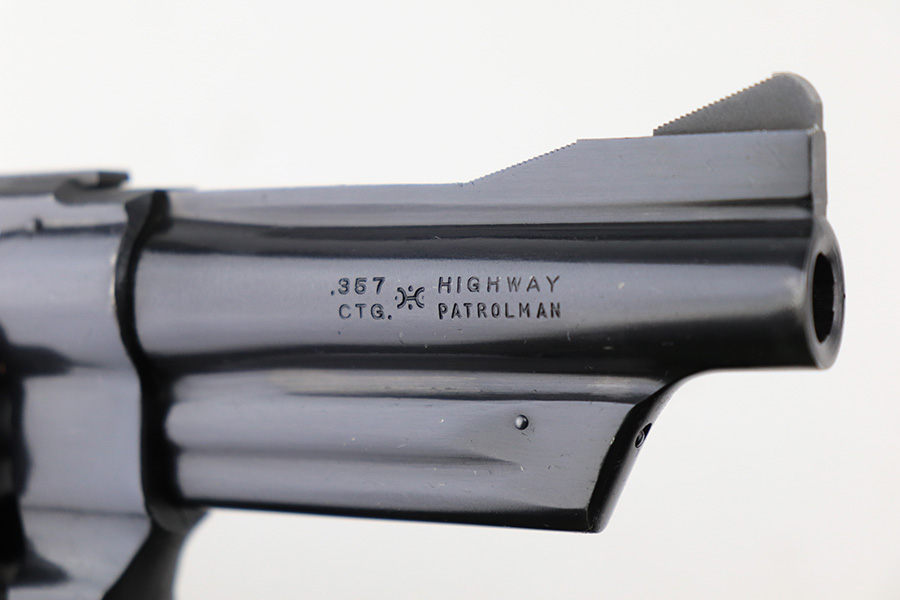 .357 HIGHWAY
CTG. PATROLMAN